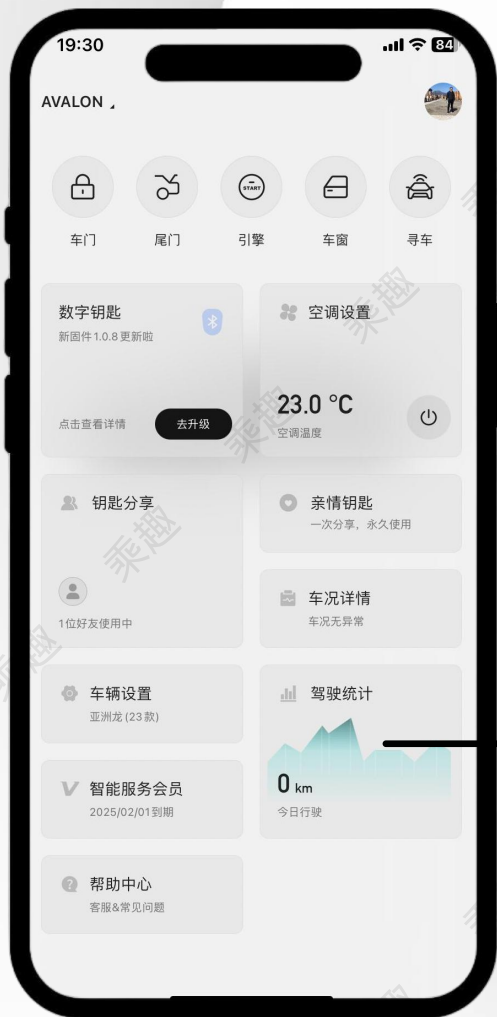 19:30
84
AVALON
START
车门
尾门
引擎
车窗
寻车
数字钥匙
新固件1.0.8更新啦
点击查看详情
去升级
空调设置
23.0 °C
空调温度
钥匙分享
1位好友使用中
亲情钥匙
一次分享，永久使用
车况详情
车况无异常
车辆设置
亚洲龙(23款)
驾驶统计
0 km
今日行驶
智能服务会员
2025/02/01到期
帮助中心
客服&常见问题
乘趣
乘趣
乘趣